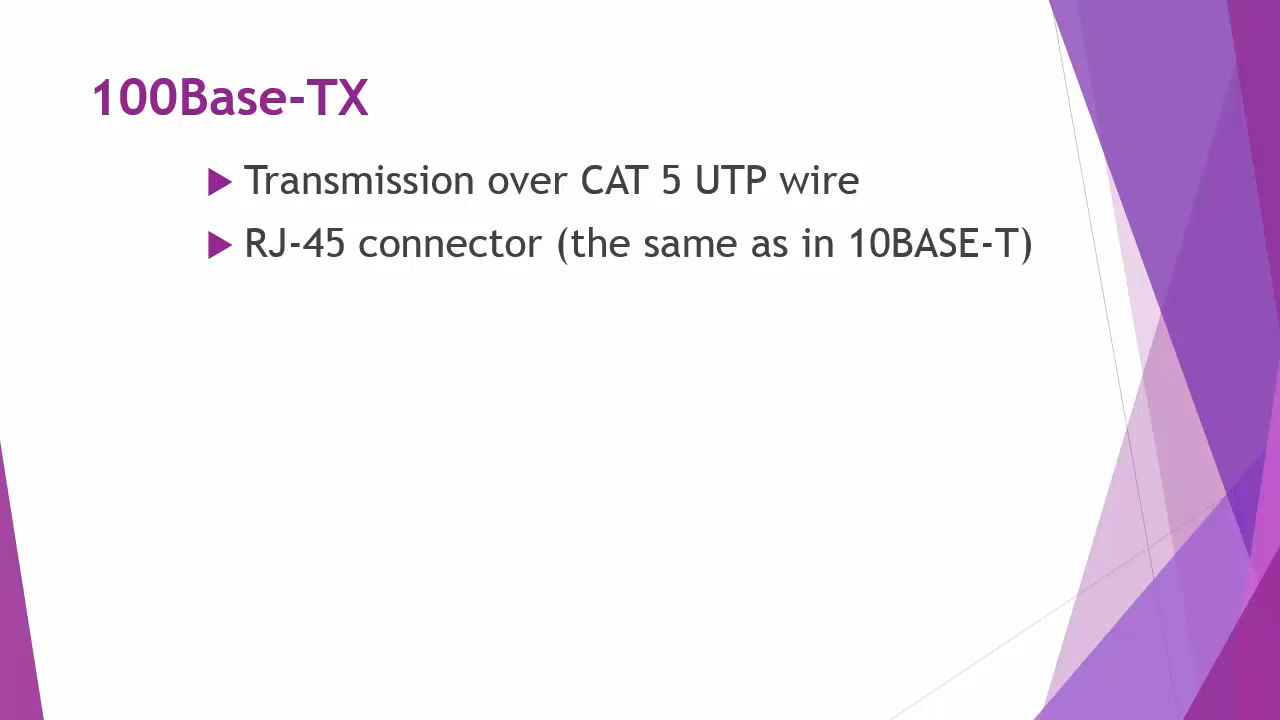 100Base-TX
Transmission over CAT 5 UTP wire
RJ-45 connector (the same as in 10BASE-T)